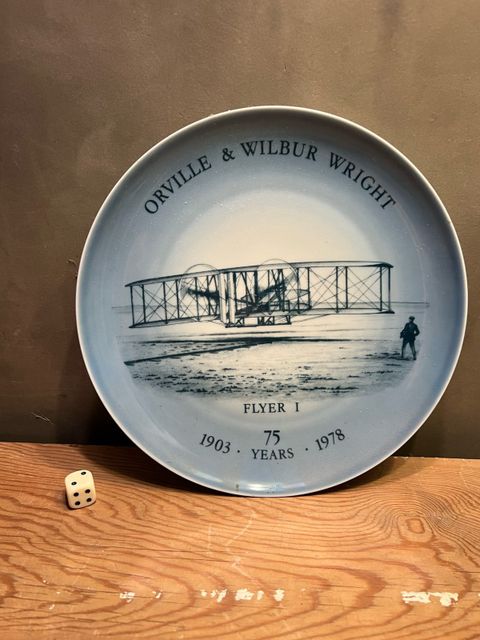 ORVILLE & WILBUR WRIGHT
FLYER I
1903 · 75 YEARS · 1978